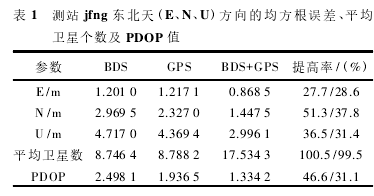 表 1 测站 jfng 东北天(E、N、U)方向的均方根误差、平均
卫星个数及 PDOP 值
参数 BDS GPS BDS+GPS 提高率/(%)
E/m 1.201 0 1.217 1 0.868 5 27.7/28.6
N/m 2.969 5 2.327 0 1.447 5 51.3/37.8
U/m 4.717 0 4.369 4 2.996 1 36.5/31.4
平均卫星数 8.746 4 8.788 2 17.534 3 100.5/99.5
PDOP 2.498 1 1.936 5 1.334 2 46.6/31.1